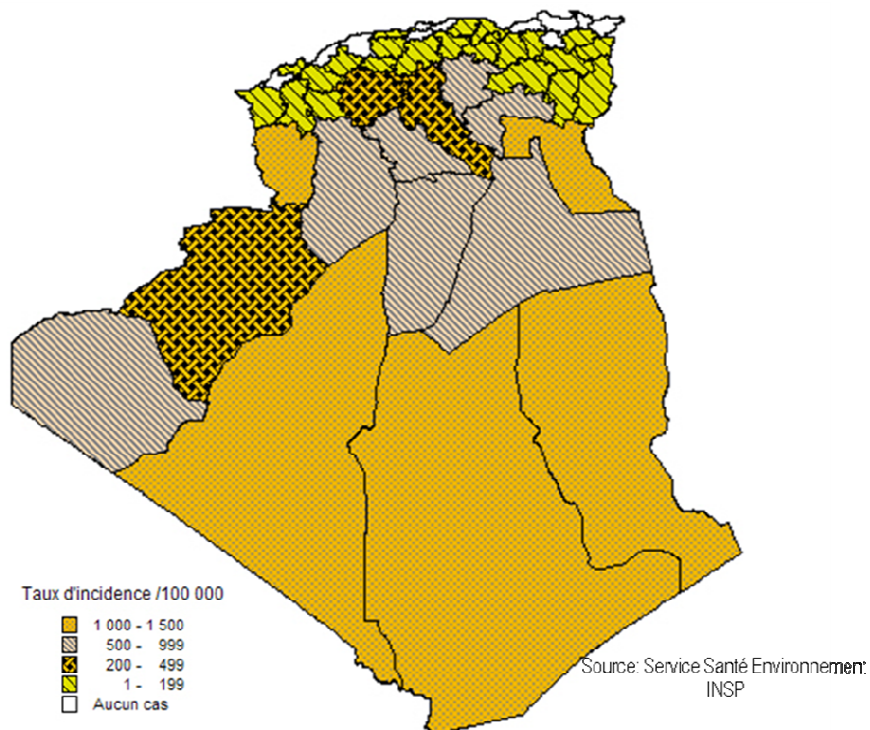 Taux d'incidence /100 000
1 000 - 1 500
500 - 999
200 - 499
1 - 199
Aucun cas
Source: Service Santé Environnement
INSP